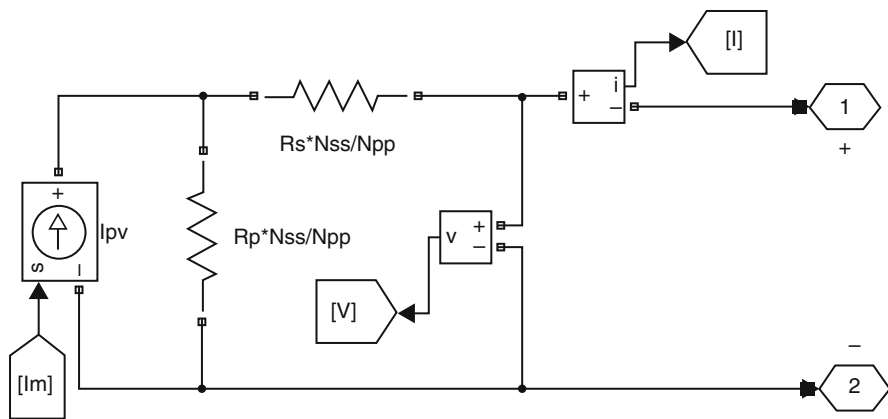 [I]
+
i
−
1
+
Rs*Nss/Npp
+
Ipv
s
−
Rp*Nss/Npp
v
+
−
[V]
[Im]
−
2